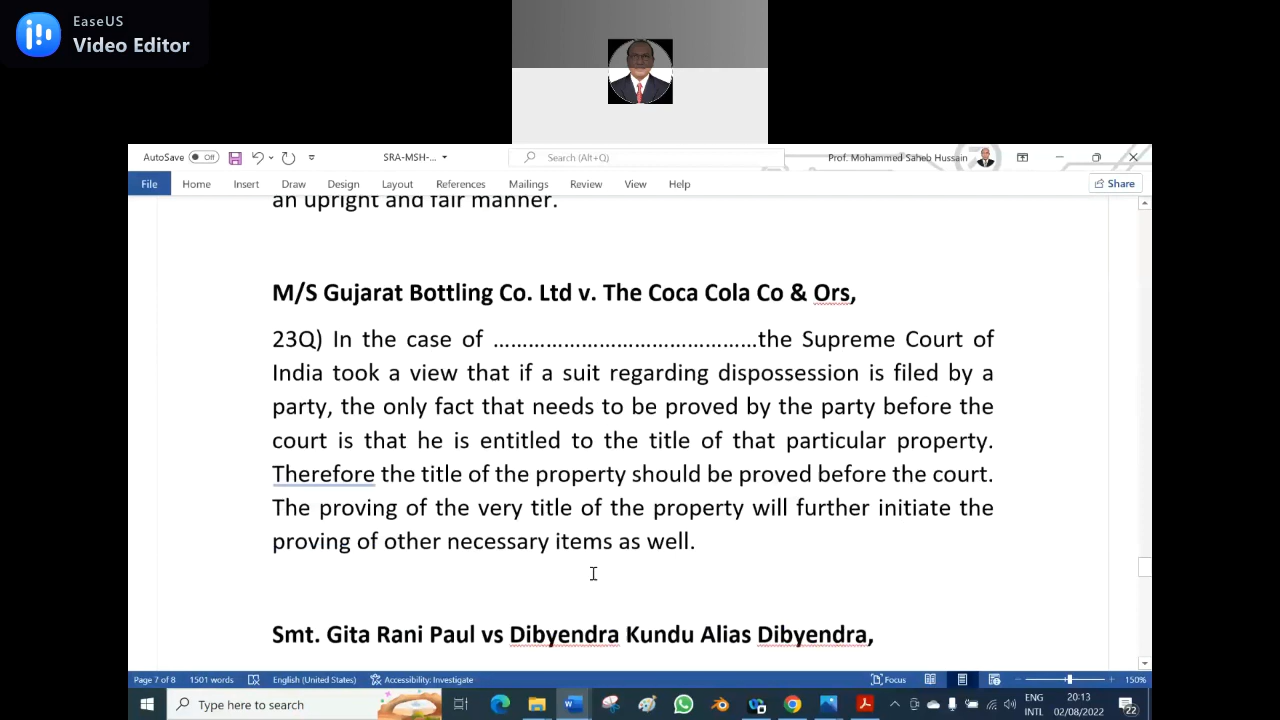 EaseUS
Video Editor
AutoSave Off SRA-MSH-... Search (Alt+Q) Prof. Mohammed Saheb Hussain
File Home Insert Draw Design Layout References Mailings Review View Help Share
an upright and fair manner.
M/S Gujarat Bottling Co. Ltd v. The Coca Cola Co & Ors,
23Q) In the case of ………………………………………the Supreme Court of
India took a view that if a suit regarding dispossession is filed by a
party, the only fact that needs to be proved by the party before the
court is that he is entitled to the title of that particular property.
Therefore the title of the property should be proved before the court.
The proving of the very title of the property will further initiate the
proving of other necessary items as well.
Smt. Gita Rani Paul vs Dibyendra Kundu Alias Dibyendra,
Page 7 of 8 1501 words English (United States) Accessibility: Investigate Focus 150%
Type here to search ENG 20:13
INTL 02/08/2022 22